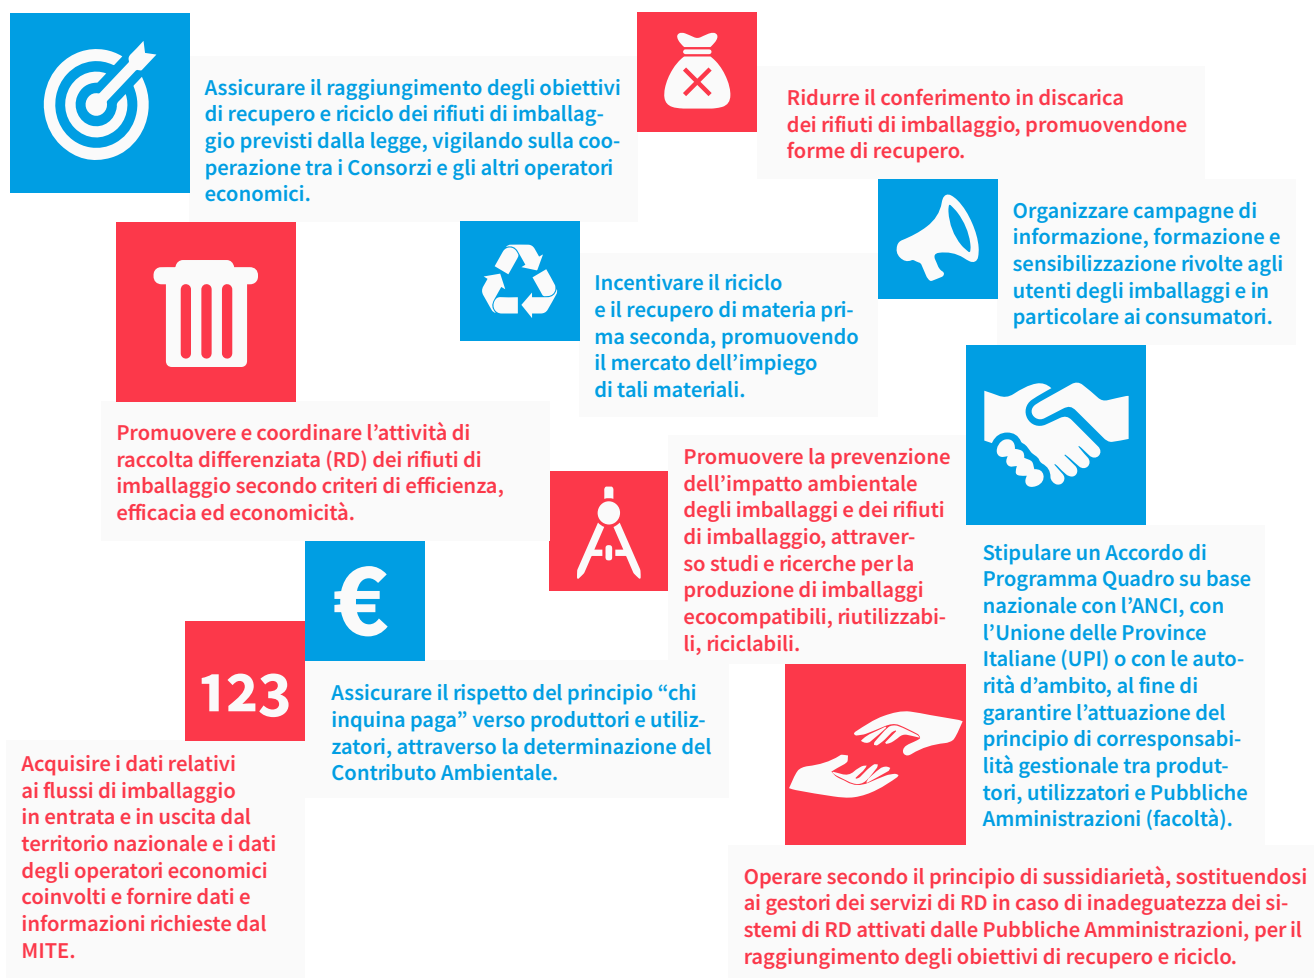 Assicurare il raggiungimento degli obiettivi
di recupero e riciclo dei rifiuti di imballag-
gio previsti dalla legge, vigilando sulla coo-
perazione tra i Consorzi e gli altri operatori
economici.
Ridurre il conferimento in discarica
dei rifiuti di imballaggio, promuovendone
forme di recupero.
Organizzare campagne di
informazione, formazione e
sensibilizzazione rivolte agli
utenti degli imballaggi e in
particolare ai consumatori.
Incentivare il riciclo
e il recupero di materia pri-
ma seconda, promuovendo
il mercato dell’impiego
di tali materiali.
Promuovere e coordinare l’attività di
raccolta differenziata (RD) dei rifiuti di
imballaggio secondo criteri di efficienza,
efficacia ed economicità.
Promuovere la prevenzione
dell’impatto ambientale
degli imballaggi e dei rifiuti
di imballaggio, attraver-
so studi e ricerche per la
produzione di imballaggi
ecocompatibili, riutilizzabi-
li, riciclabili.
Stipulare un Accordo di
Programma Quadro su base
nazionale con l’ANCI, con
l’Unione delle Province
Italiane (UPI) o con le auto-
rità d’ambito, al fine di
garantire l’attuazione del
principio di corresponsabi-
lità gestionale tra produt-
tori, utilizzatori e Pubbliche
Amministrazioni (facoltà).
€
Assicurare il rispetto del principio “chi
inquina paga” verso produttori e utiliz-
zatori, attraverso la determinazione del
Contributo Ambientale.
123
Acquisire i dati relativi
ai flussi di imballaggio
in entrata e in uscita dal
territorio nazionale e i dati
degli operatori economici
coinvolti e fornire dati e
informazioni richieste dal
MITE.
Operare secondo il principio di sussidiarietà, sostituendosi
ai gestori dei servizi di RD in caso di inadeguatezza dei si-
stemi di RD attivati dalle Pubbliche Amministrazioni, per il
raggiungimento degli obiettivi di recupero e riciclo.